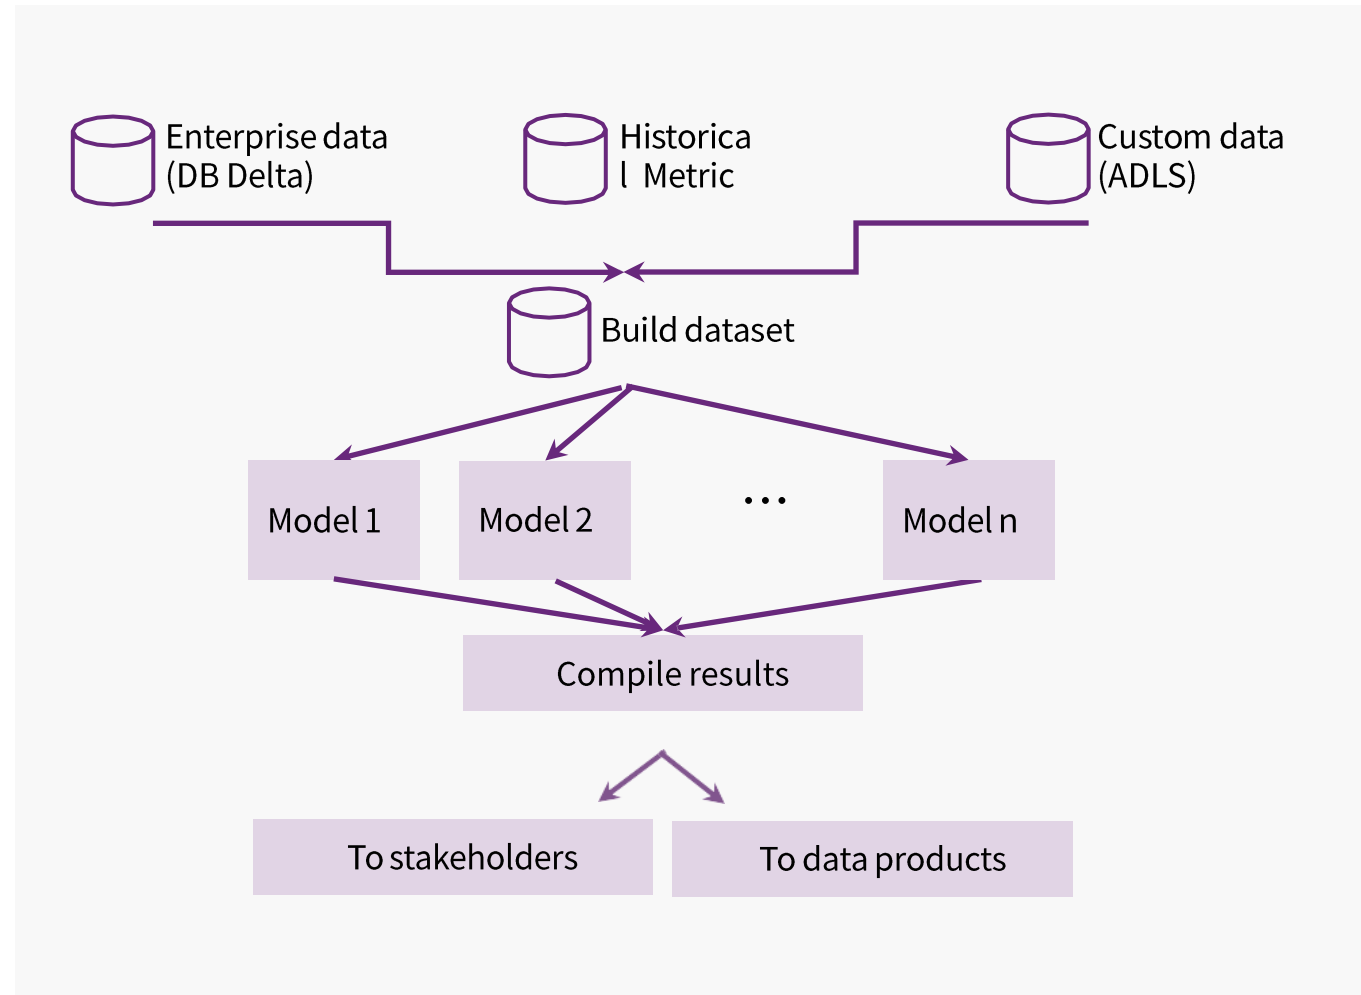 Enterprise data
(DB Delta)
Historica
l Metric
Custom data
(ADLS)
Build dataset
Model 1
Model 2
...
Model n
Compile results
To stakeholders
To data products